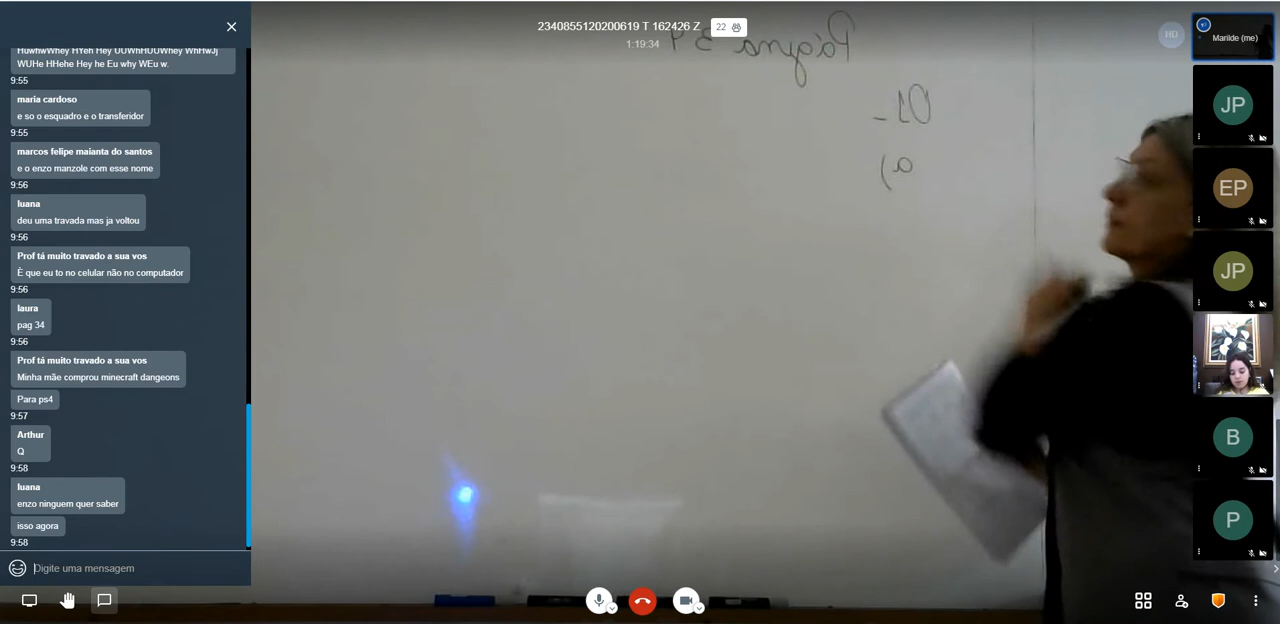 HuwhwWhey HYeh Hey UUWhHUUWhey WhHwJj
WUHe HHehe Hey he Eu why WEu w.
9:55
maria cardoso
e so o esquadro e o transferidor
9:55
marcos felipe maianta do santos
e o enzo manzole com esse nome
9:56
luana
deu uma travada mas ja voltou
9:56
Prof tá muito travado a sua vos
È que eu to no celular não no computador
9:56
laura
pag 34
9:56
Prof tá muito travado a sua vos
Minha mãe comprou minecraft dangeons
Para ps4
9:57
Arthur
Q
9:58
luana
enzo ninguem quer saber
isso agora
9:58
Digite uma mensagem
2340855120200619 T 162426 Z
22
1:19:34
Página 34
01-
a)
HD
Marilde (me)
JP
EP
JP
B
P